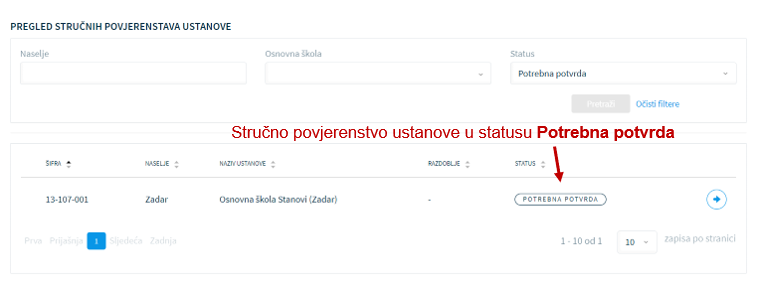 PREGLED STRUČNIH POVJERENSTAVA USTANOVE
Naselje Osnovna škola Status
Potrebna potvrda
Pretraži Očisti filtere
Stručno povjerenstvo ustanove u statusu Potrebna potvrda
ŠIFRA NASELJE NAZIV USTANOVE RAZDOBLJE STATUS
13-107-001 Zadar Osnovna škola Stanovi (Zadar) - POTREBNA POTVRDA
Prva Prijašnja 1 Sljedeća Zadnja 1 - 10 od 1 10 zapisa po stranici